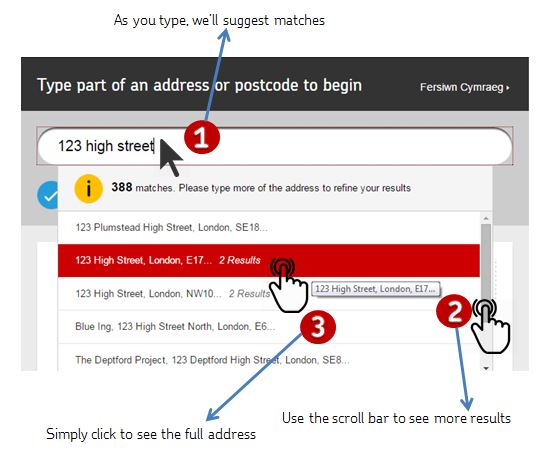 As you type, we'll suggest matches
Type part of an address or postcode to begin
Fersiwn Cymraeg
123 high street
1
i
388 matches. Please type more of the address to refine your results
123 Plumstead High Street, London, SE18...
123 High Street, London, E17... 2 Results
123 High Street, London, E17...
123 High Street, London, NW10... 2 Results
2
3
Blue Ing, 123 High Street North, London, E6...
The Deptford Project, 123 Deptford High Street, London, SE8...
Use the scroll bar to see more results
Simply click to see the full address